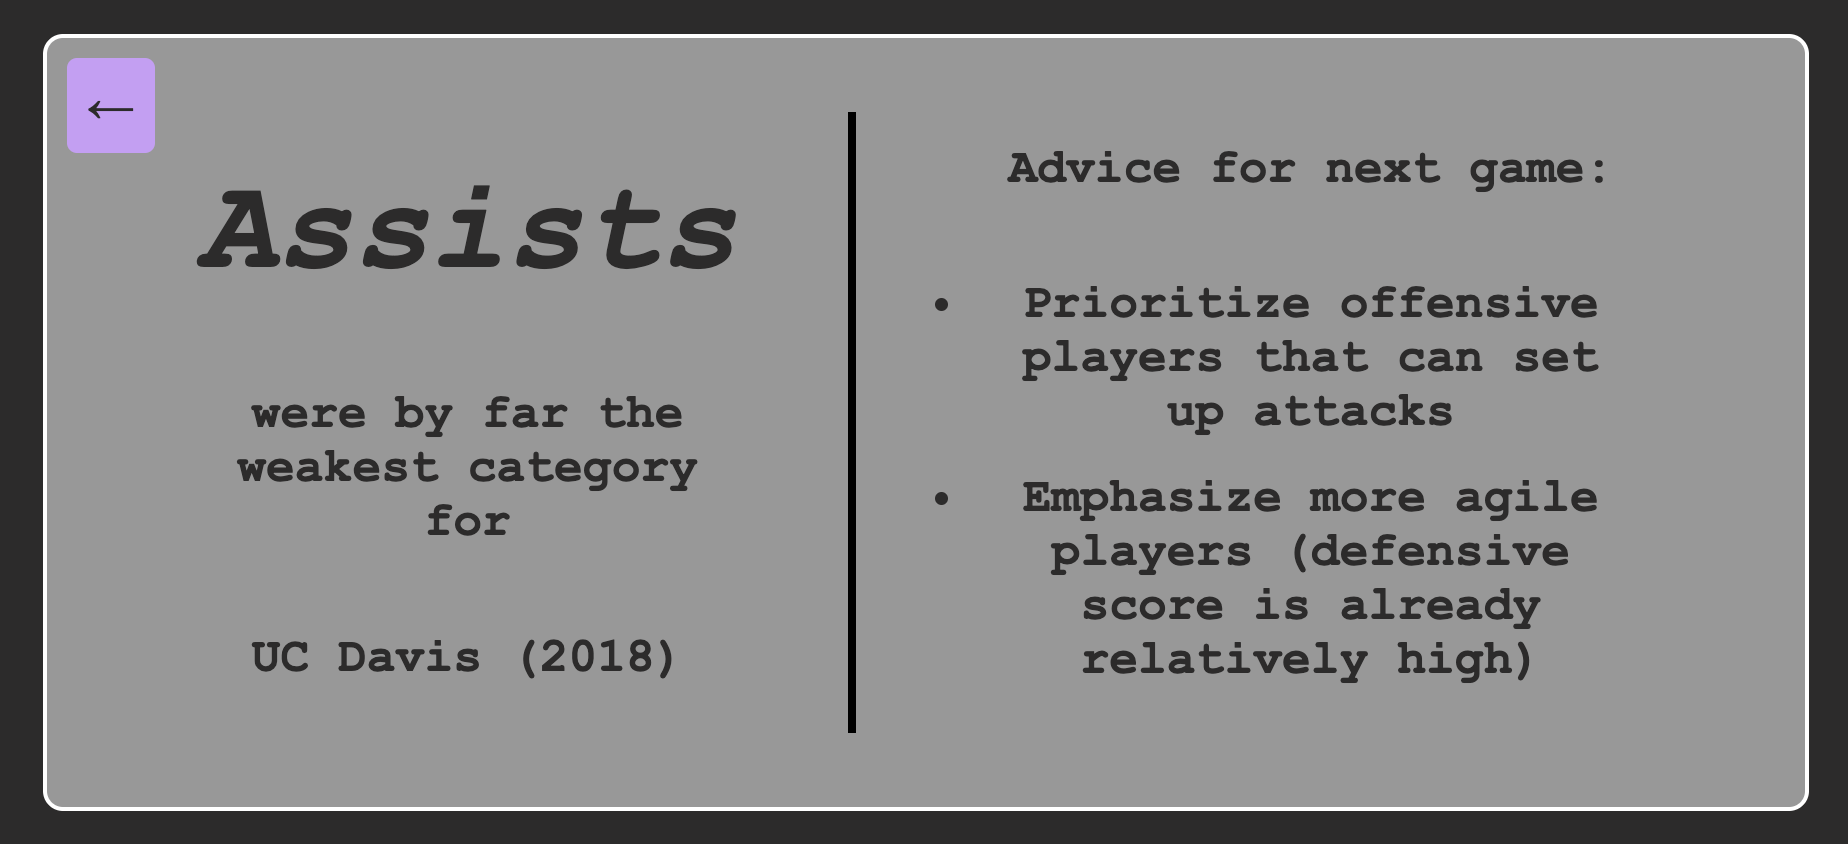 ←
Assists
were by far the
weakest category
for
UC Davis (2018)
Advice for next game:
• Prioritize offensive
players that can set
up attacks
• Emphasize more agile
players (defensive
score is already
relatively high)